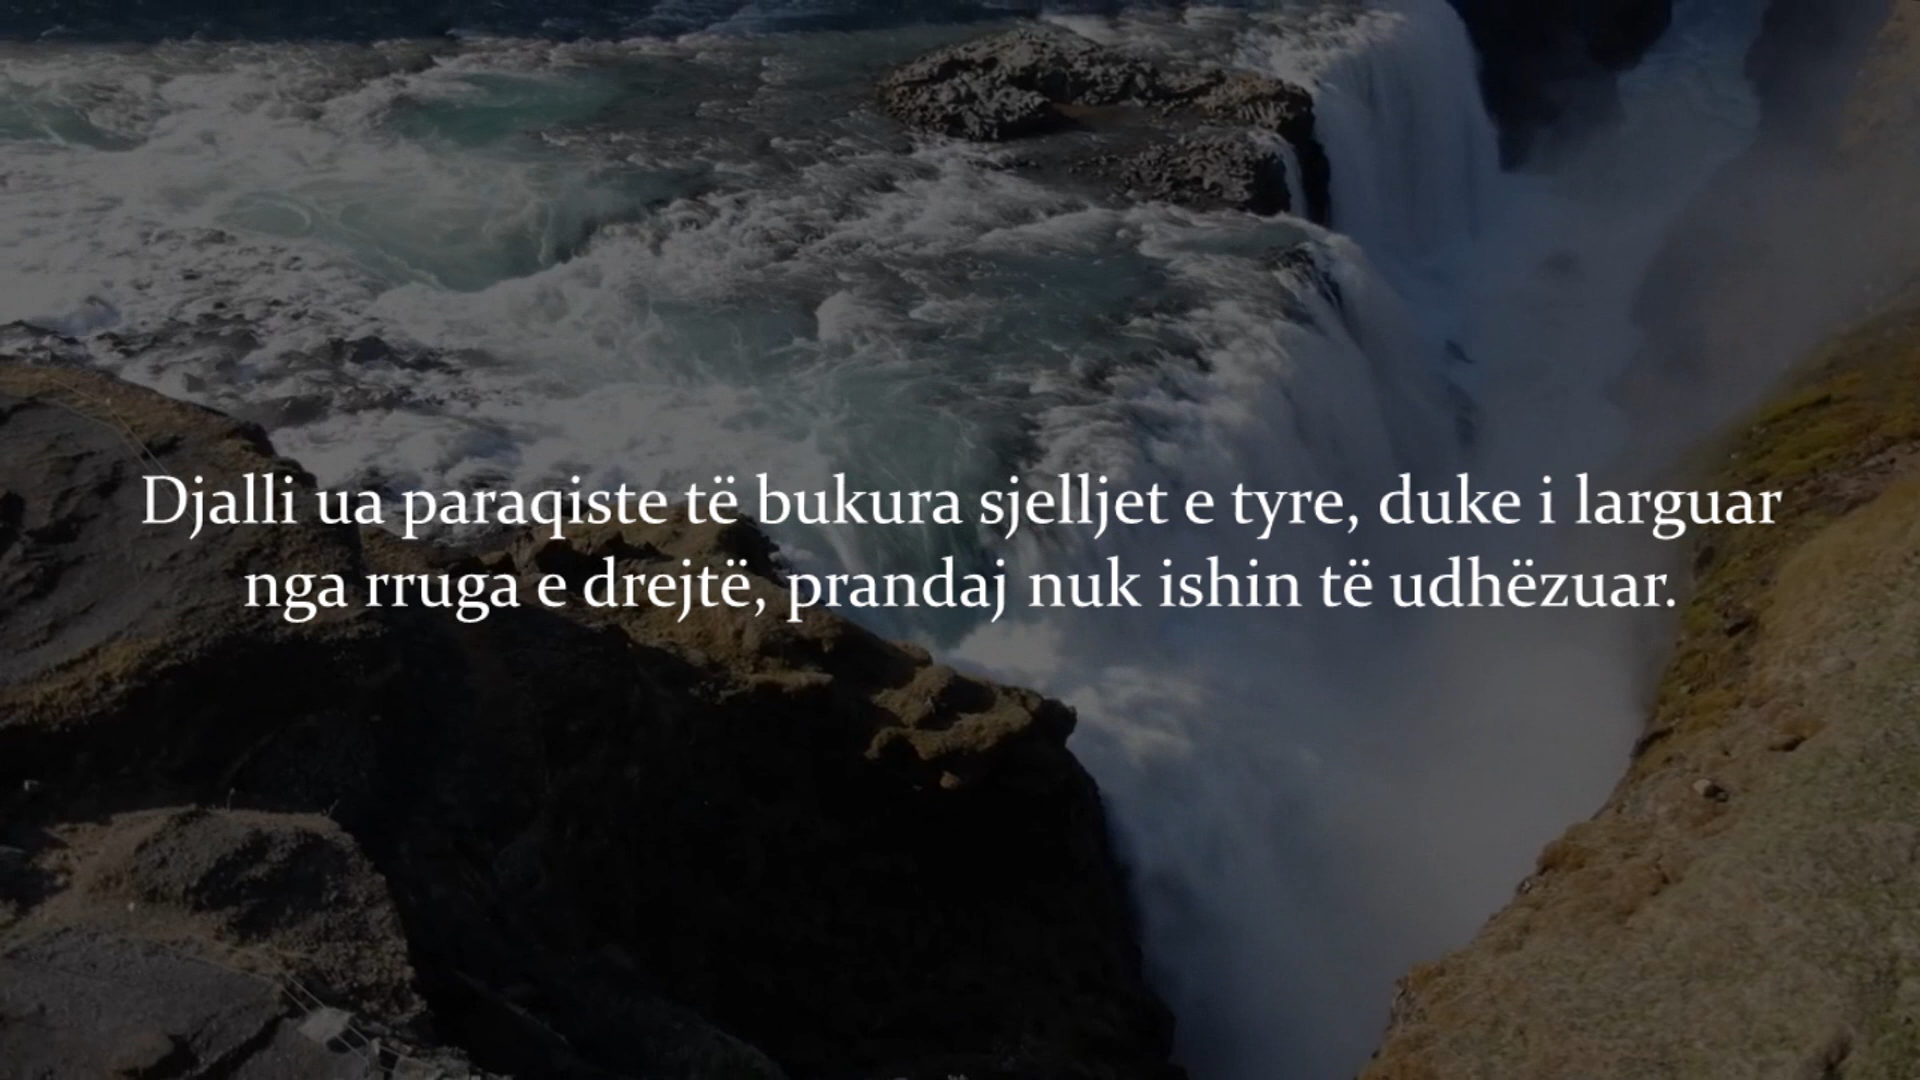 Djalli ua paraqiste të bukura sjelljet e tyre, duke i larguar
nga rruga e drejtë, prandaj nuk ishin të udhëzuar.